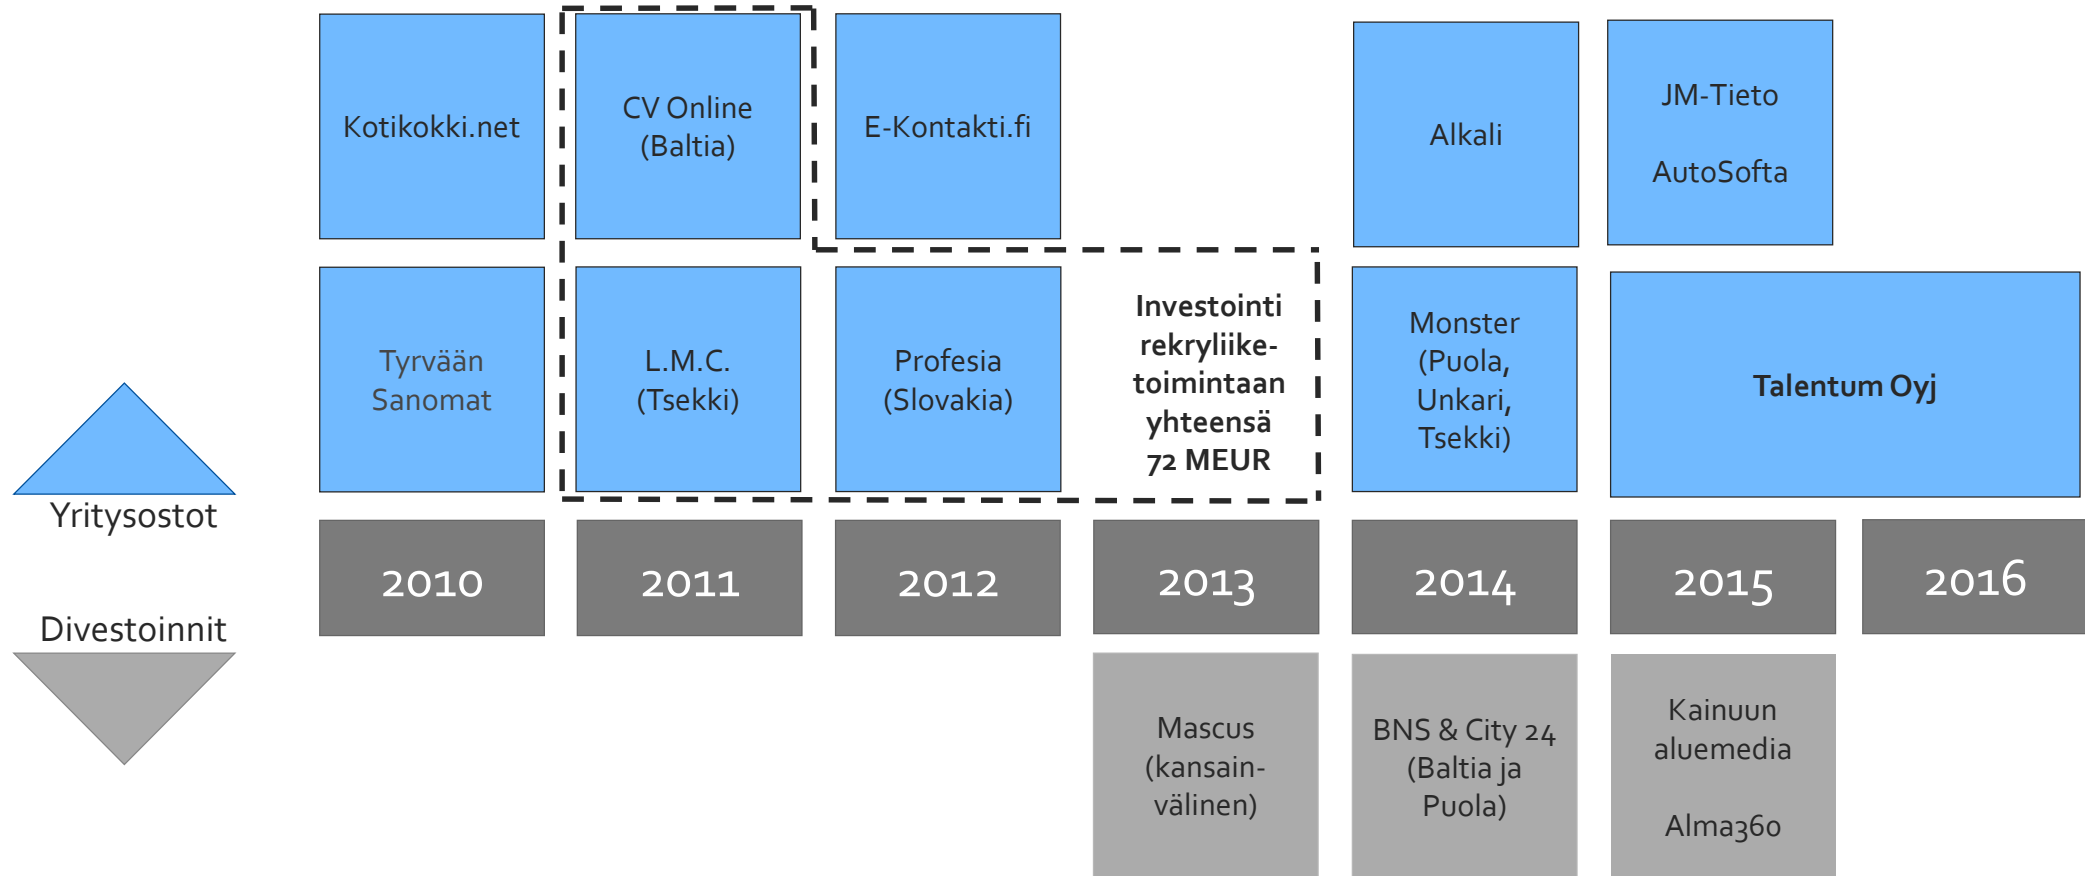 Kotikokki.net
CV Online
(Baltia)
E-Kontakti.fi
Alkali
JM-Tieto
AutoSofta
Tyrvään
Sanomat
L.M.C.
(Tsekki)
Profesia
(Slovakia)
Investointi
rekryliike-
toimintaan
yhteensä
72 MEUR
Monster
(Puola,
Unkari,
Tsekki)
Talentum Oyj
Yritysostot
2010
2011
2012
2013
2014
2015
2016
Divestoinnit
Mascus
(kansain-
välinen)
BNS & City 24
(Baltia ja
Puola)
Kainuun
aluemedia
Alma360